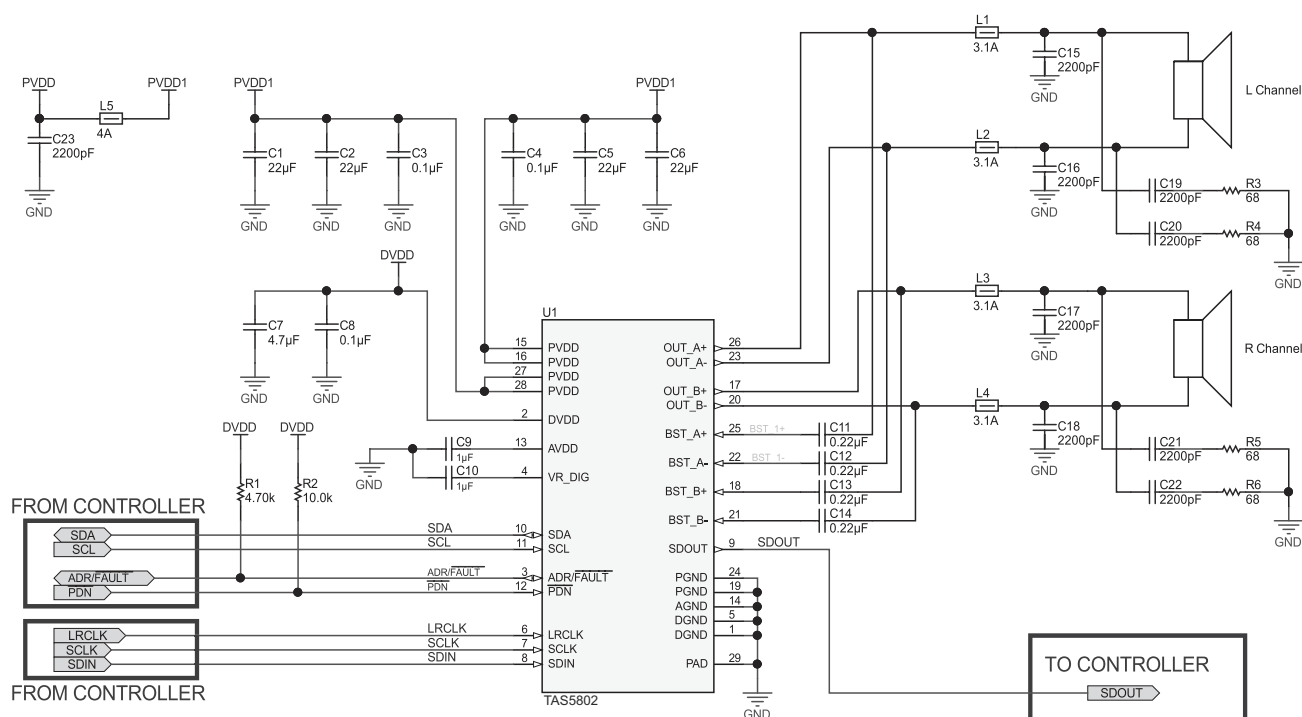 PVDD
PVDD1
L5
4A
C23
2200pF
GND
PVDD1
C1
22µF
GND
C2
22µF
GND
C3
0.1µF
GND
PVDD1
C4
0.1µF
GND
C5
22µF
GND
C6
22µF
GND
L1
3.1A
C15
2200pF
GND
L Channel
L2
3.1A
C16
2200pF
GND
C19
2200pF
R3
68
C20
2200pF
R4
68
GND
L3
3.1A
C17
2200pF
GND
R Channel
L4
3.1A
C18
2200pF
GND
C21
2200pF
R5
68
C22
2200pF
R6
68
GND
DVDD
C7
4.7µF
GND
C8
0.1µF
GND
U1
15 PVDD
16 PVDD
27 PVDD
28 PVDD
2 DVDD
13 AVDD
4 VR_DIG
10 SDA
11 SCL
3 ADR/FAULT
12 PDN
6 LRCLK
7 SCLK
8 SDIN
OUT_A+ 26
OUT_A- 23
OUT_B+ 17
OUT_B- 20
BST_A+ 25 BST_1+
C11
0.22µF
BST_A- 22 BST_1-
C12
0.22µF
BST_B+ 18
C13
0.22µF
BST_B- 21
C14
0.22µF
SDOUT 9 SDOUT
PGND 24
PGND 19
AGND 14
DGND 5
DGND 1
PAD 29
GND
TAS5802
C9
1µF
C10
1µF
GND
DVDD
R1
4.70k
DVDD
R2
10.0k
FROM CONTROLLER
SDA
SCL
ADR/FAULT
PDN
SDA
SCL
ADR/FAULT
PDN
LRCLK
SCLK
SDIN
LRCLK
SCLK
SDIN
FROM CONTROLLER
TO CONTROLLER
SDOUT